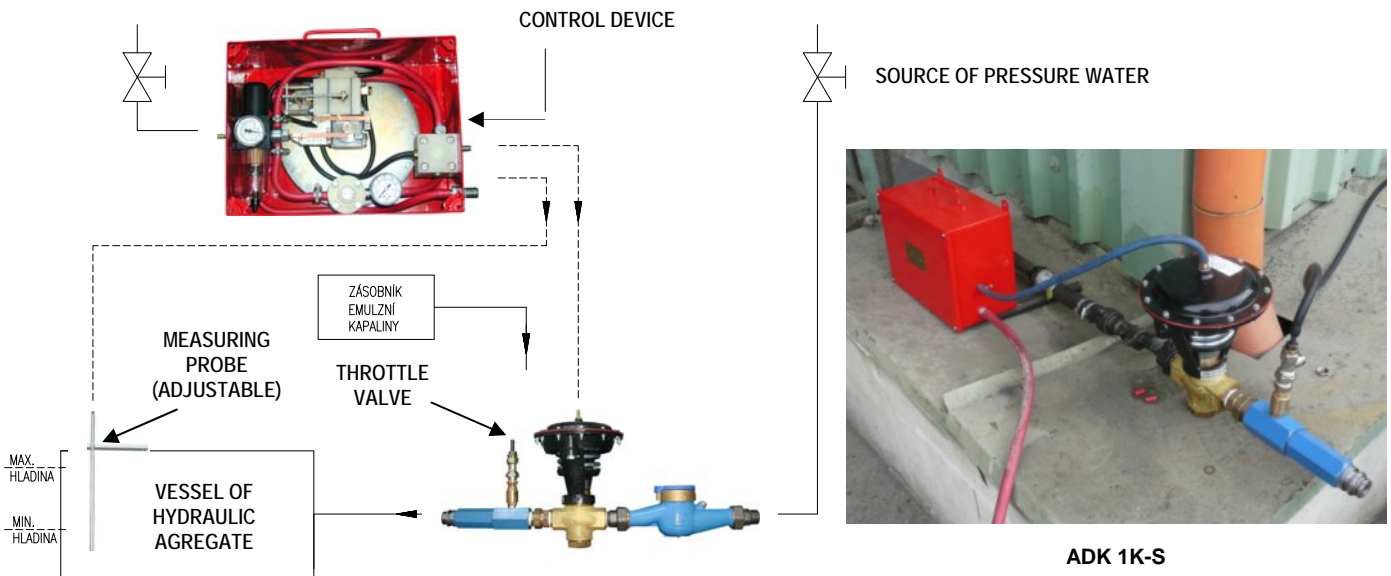 CONTROL DEVICE
SOURCE OF PRESSURE WATER
ZÁSOBNÍK
EMULZNÍ
KAPALINY
MEASURING
PROBE
(ADJUSTABLE)
THROTTLE
VALVE
MAX.
HLADINA
MIN.
HLADINA
VESSEL OF
HYDRAULIC
AGREGATE
ADK 1K-S